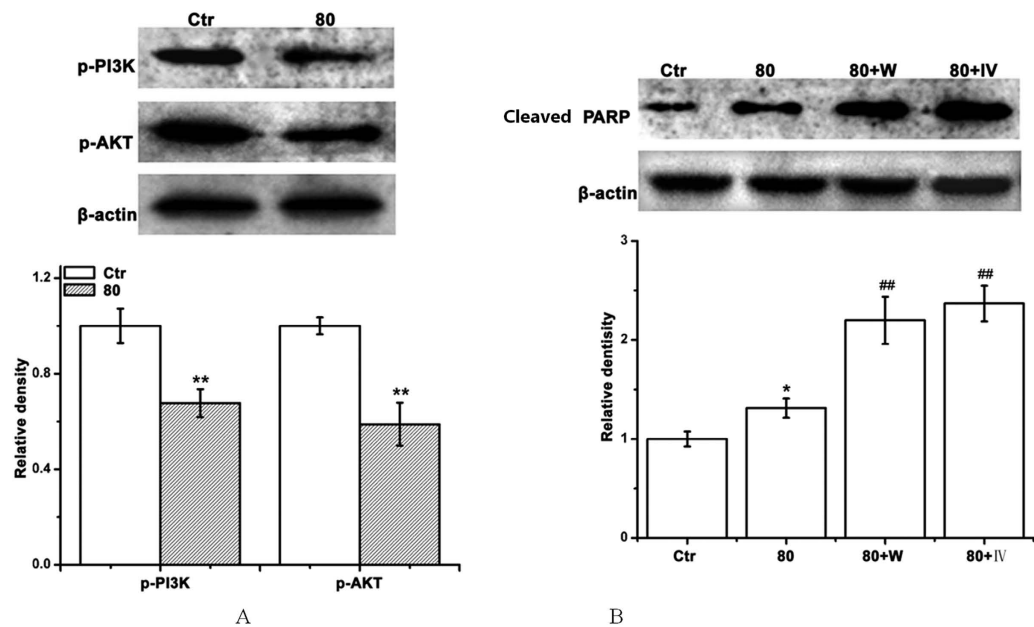 Ctr 80
p-PI3K
p-AKT
β-actin
1.2
0.8
0.4
0.0
Relative density
Ctr
80
**
**
p-PI3K p-AKT
A
Ctr 80 80+W 80+IV
Cleaved PARP
β-actin
3
2
1
0
Relative dentisity
*
##
##
Ctr 80 80+W 80+IV
B